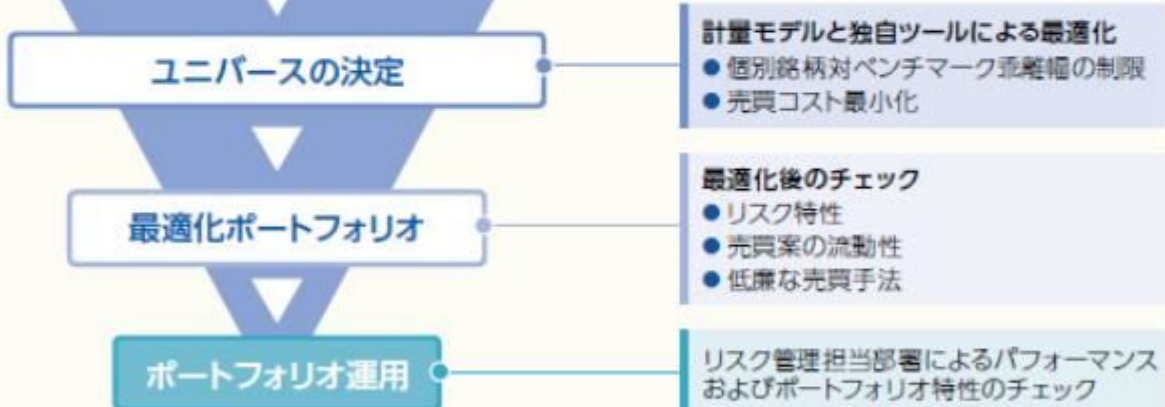 ユニバースの決定
計量モデルと独自ツールによる最適化
● 個別銘柄対ベンチマーク乖離幅の制限
● 売買コスト最小化
最適化ポートフォリオ
最適化後のチェック
● リスク特性
● 売買案の流動性
● 低廉な売買手法
ポートフォリオ運用
リスク管理担当部署によるパフォーマンス
およびポートフォリオ特性のチェック